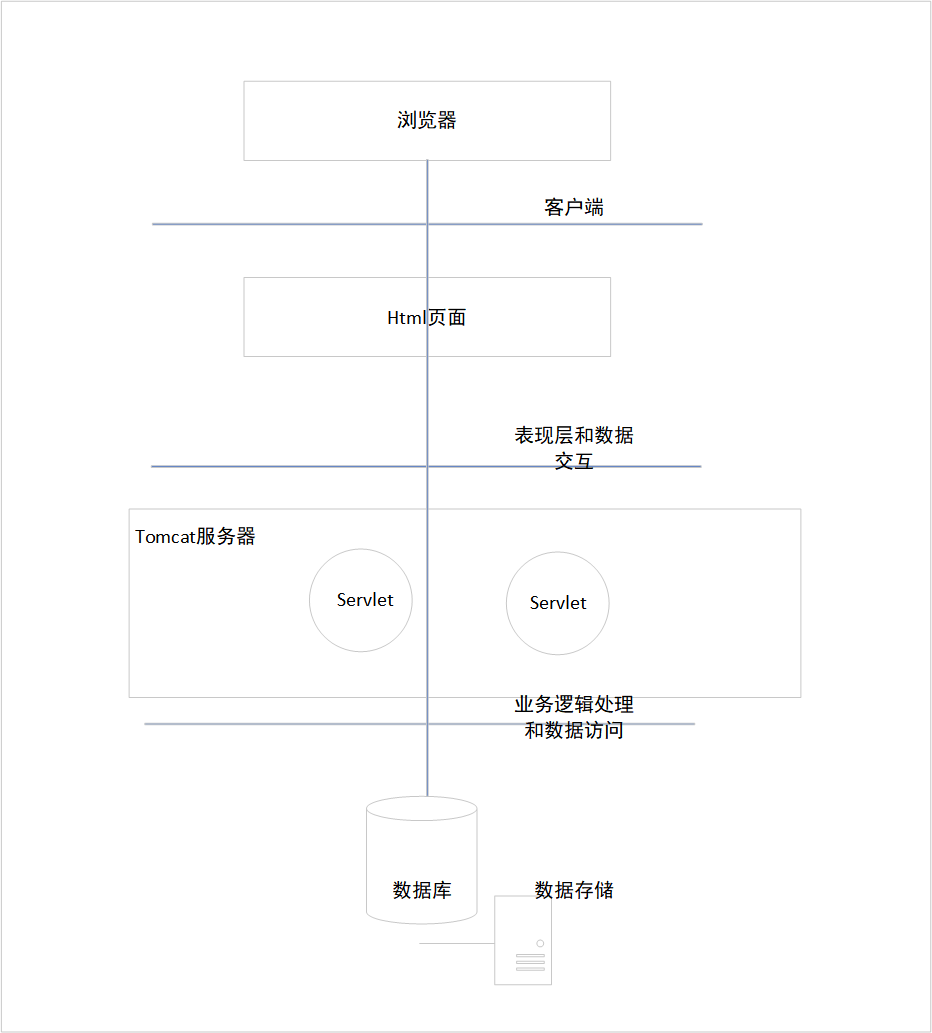 浏览器
客户端
Html页面
表现层和数据
交互
Tomcat服务器
Servlet
Servlet
业务逻辑处理
和数据访问
数据库
数据存储